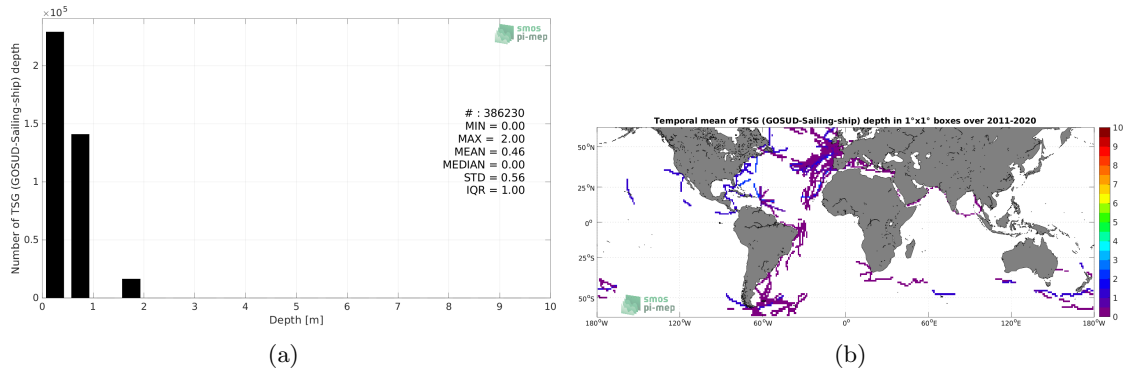 ×10⁵
Number of TSG (GOSUD-Sailing-ship) depth
2
1.5
1
0.5
0
smos
pi-mep
# : 386230
MIN = 0.00
MAX = 2.00
MEAN = 0.46
MEDIAN = 0.00
STD = 0.56
IQR = 1.00
0 1 2 3 4 5 6 7 8 9 10
Depth [m]
(a)
Temporal mean of TSG (GOSUD-Sailing-ship) depth in 1°x1° boxes over 2011-2020
50°N
25°N
0°
25°S
50°S
smos
pi-mep
180°W 120°W 60°W 0° 60°E 120°E 180°E
10
9
8
7
6
5
4
3
2
1
0
(b)